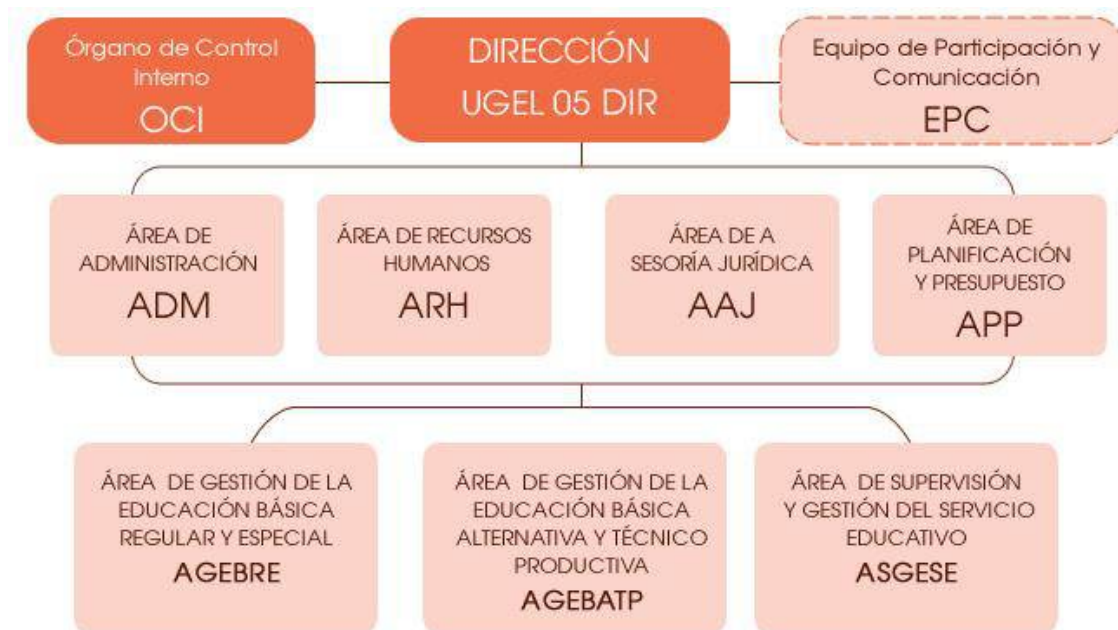 Órgano de Control
Interno
OCI
DIRECCIÓN
UGEL 05 DIR
Equipo de Participación y
Comunicación
EPC
ÁREA DE
ADMINISTRACIÓN
ADM
ÁREA DE RECURSOS
HUMANOS
ARH
ÁREA DE A
SESORÍA JURÍDICA
AAJ
ÁREA DE
PLANIFICACIÓN
Y PRESUPUESTO
APP
ÁREA DE GESTIÓN DE LA
EDUCACIÓN BÁSICA
REGULAR Y ESPECIAL
AGEBRE
ÁREA DE GESTIÓN DE LA
EDUCACIÓN BÁSICA
ALTERNATIVA Y TÉCNICO
PRODUCTIVA
AGEBATP
ÁREA DE SUPERVISIÓN
Y GESTIÓN DEL SERVICIO
EDUCATIVO
ASGESE